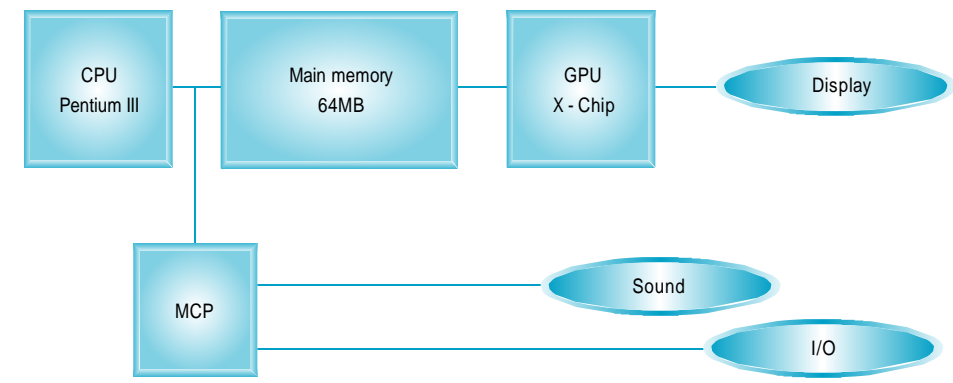 CPU
Pentium III
Main memory
64MB
GPU
X - Chip
Display
MCP
Sound
I/O